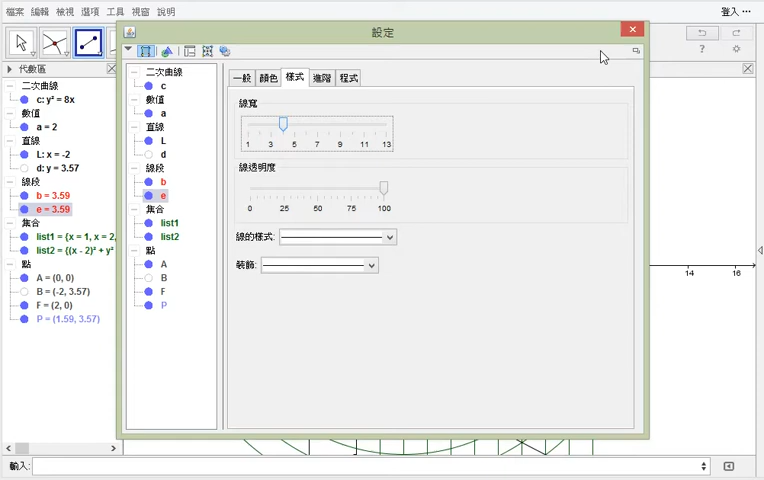 檔案 編輯 檢視 選項 工具 視窗 說明
登入 ...
設定
代數區
二次曲線
c: y² = 8x
數值
a = 2
直線
L: x = -2
d: y = 3.57
線段
b = 3.59
e = 3.59
集合
list1 = {x = 1, x = 2,
list2 = {(x - 2)² + y²
點
A = (0, 0)
B = (-2, 3.57)
F = (2, 0)
P = (1.59, 3.57)
二次曲線
c
數值
a
直線
L
d
線段
b
e
集合
list1
list2
點
A
B
F
P
一般 顏色 樣式 進階 程式
線寬
1 3 5 7 9 11 13
線透明度
0 25 50 75 100
線的樣式:
裝飾:
14 16
輸入: